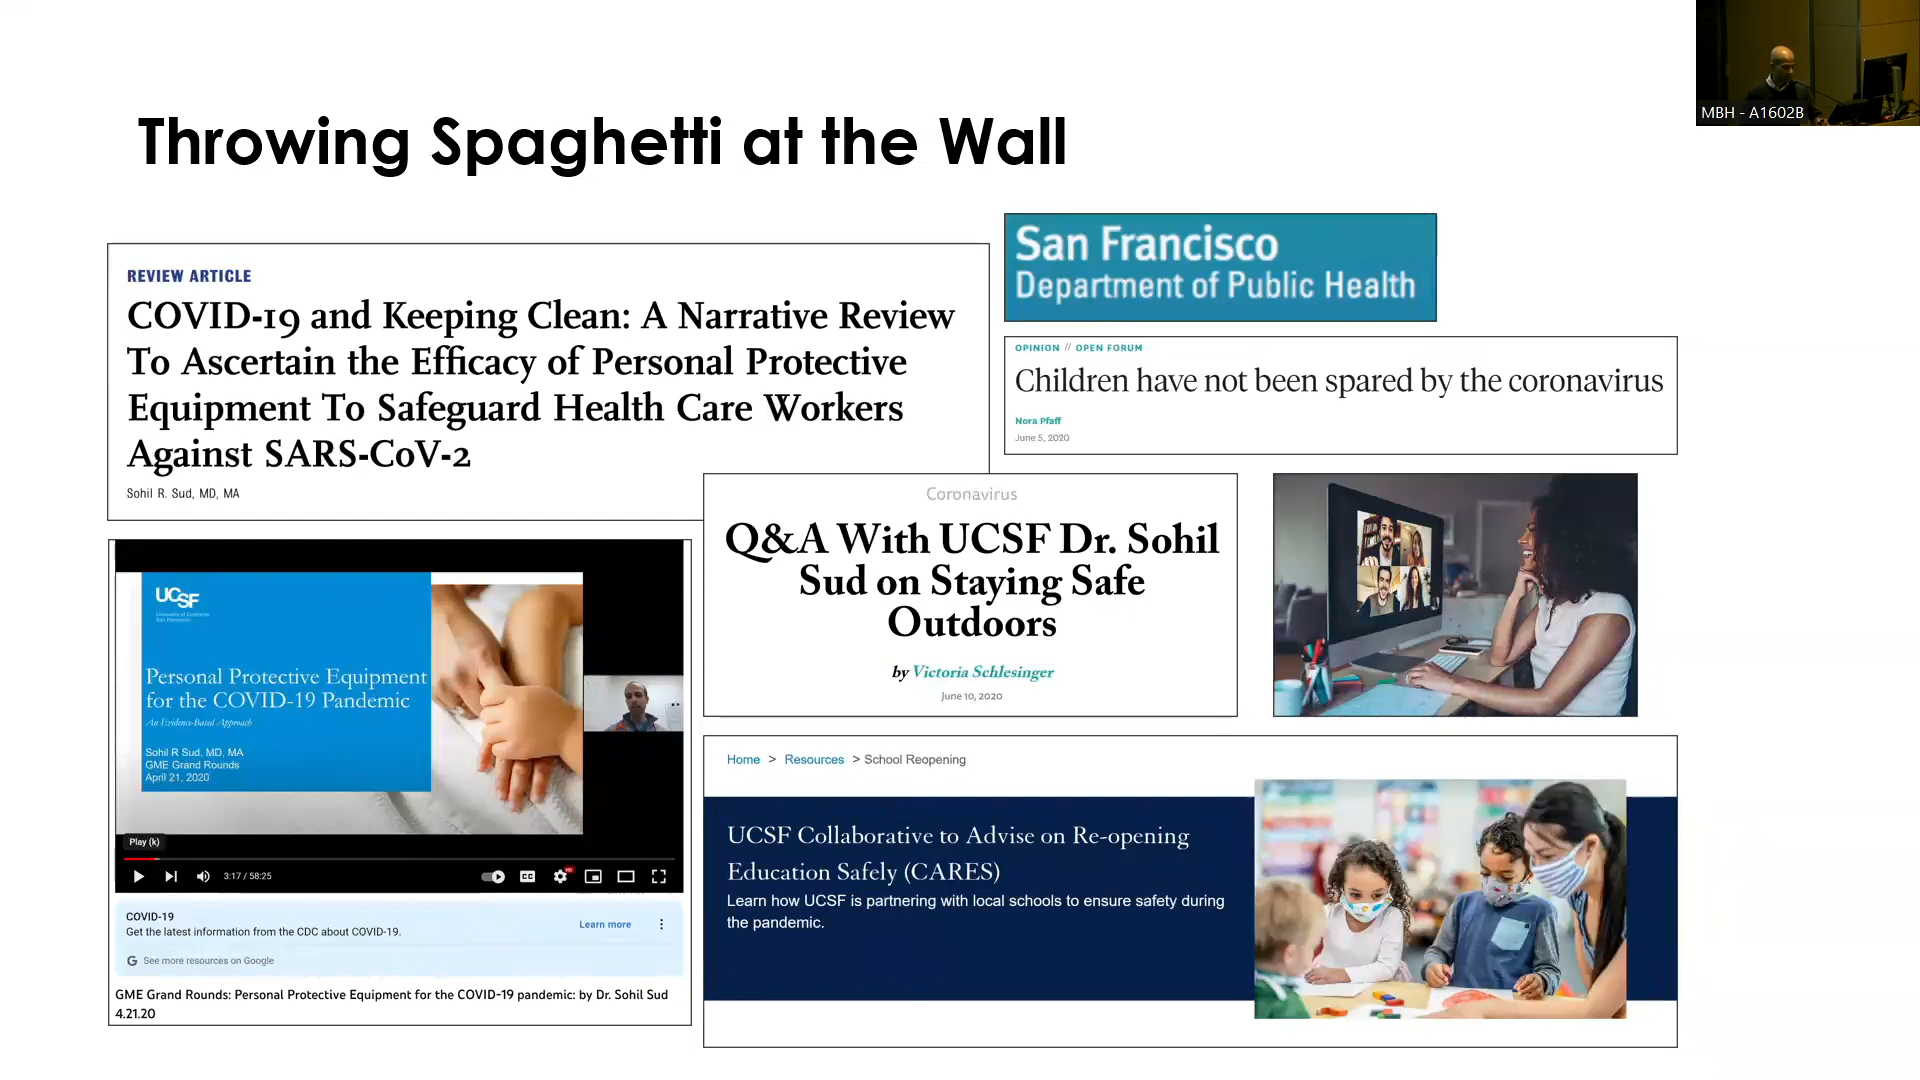 MBH - A1602B
Throwing Spaghetti at the Wall
REVIEW ARTICLE
COVID-19 and Keeping Clean: A Narrative Review
To Ascertain the Efficacy of Personal Protective
Equipment To Safeguard Health Care Workers
Against SARS-CoV-2
Sohil R. Sud, MD, MA
San Francisco
Department of Public Health
OPINION // OPEN FORUM
Children have not been spared by the coronavirus
Nora Pfaff
June 5, 2020
Coronavirus
Q&A With UCSF Dr. Sohil
Sud on Staying Safe
Outdoors
by Victoria Schlesinger
June 10, 2020
UCSF
University of California
San Francisco
Personal Protective Equipment
for the COVID-19 Pandemic
An Evidence-Based Approach
Sohil R Sud, MD, MA
GME Grand Rounds
April 21, 2020
Play (k)
3:17 / 58:25
CC
HD
COVID-19
Get the latest information from the CDC about COVID-19.
Learn more
G See more resources on Google
GME Grand Rounds: Personal Protective Equipment for the COVID-19 pandemic: by Dr. Sohil Sud
4.21.20
Home > Resources > School Reopening
UCSF Collaborative to Advise on Re-opening
Education Safely (CARES)
Learn how UCSF is partnering with local schools to ensure safety during
the pandemic.